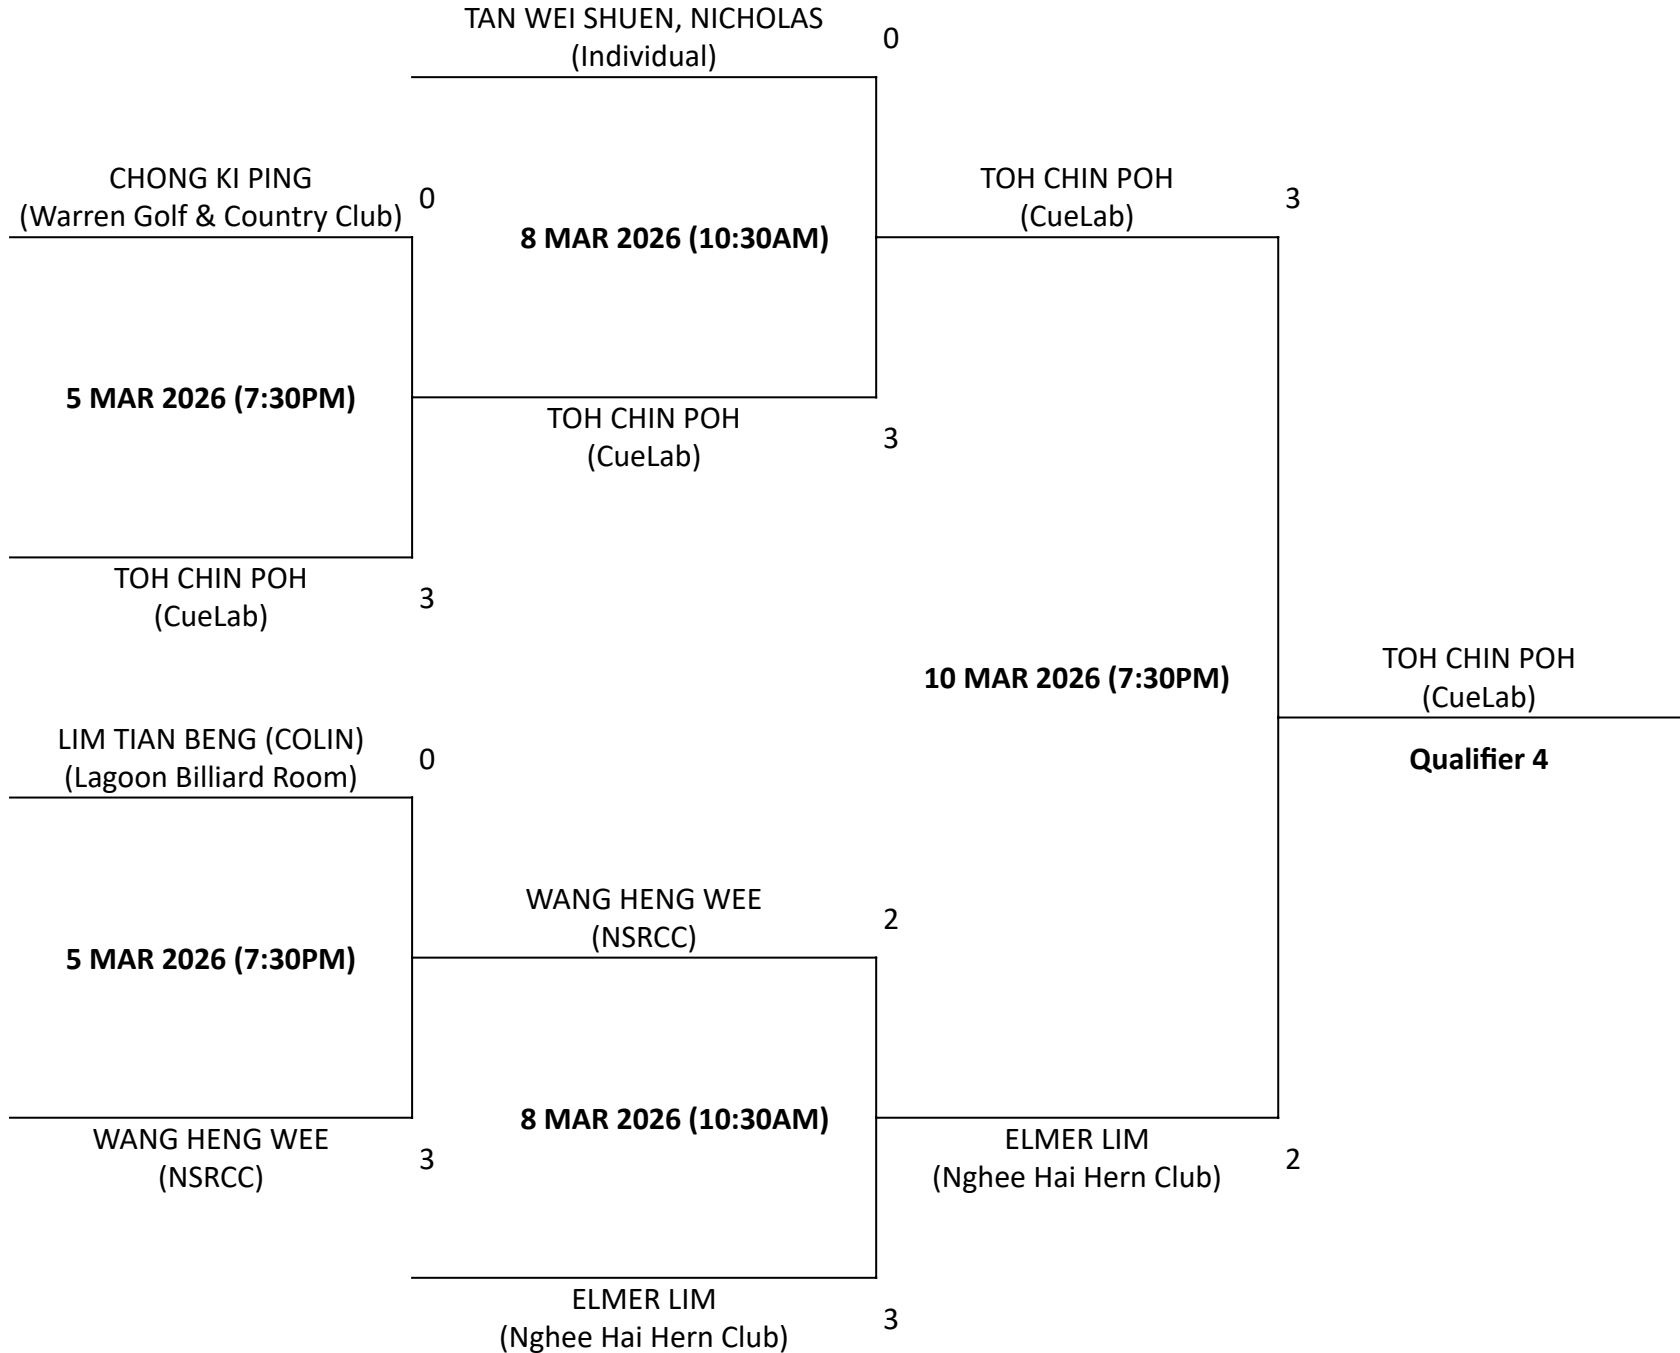 TAN WEI SHUEN, NICHOLAS
(Individual)
0
CHONG KI PING
(Warren Golf & Country Club)
0
8 MAR 2026 (10:30AM)
TOH CHIN POH
(CueLab)
3
5 MAR 2026 (7:30PM)
TOH CHIN POH
(CueLab)
3
TOH CHIN POH
(CueLab)
3
10 MAR 2026 (7:30PM)
TOH CHIN POH
(CueLab)
Qualifier 4
LIM TIAN BENG (COLIN)
(Lagoon Billiard Room)
0
WANG HENG WEE
(NSRCC)
2
5 MAR 2026 (7:30PM)
8 MAR 2026 (10:30AM)
WANG HENG WEE
(NSRCC)
3
ELMER LIM
(Nghee Hai Hern Club)
2
ELMER LIM
(Nghee Hai Hern Club)
3